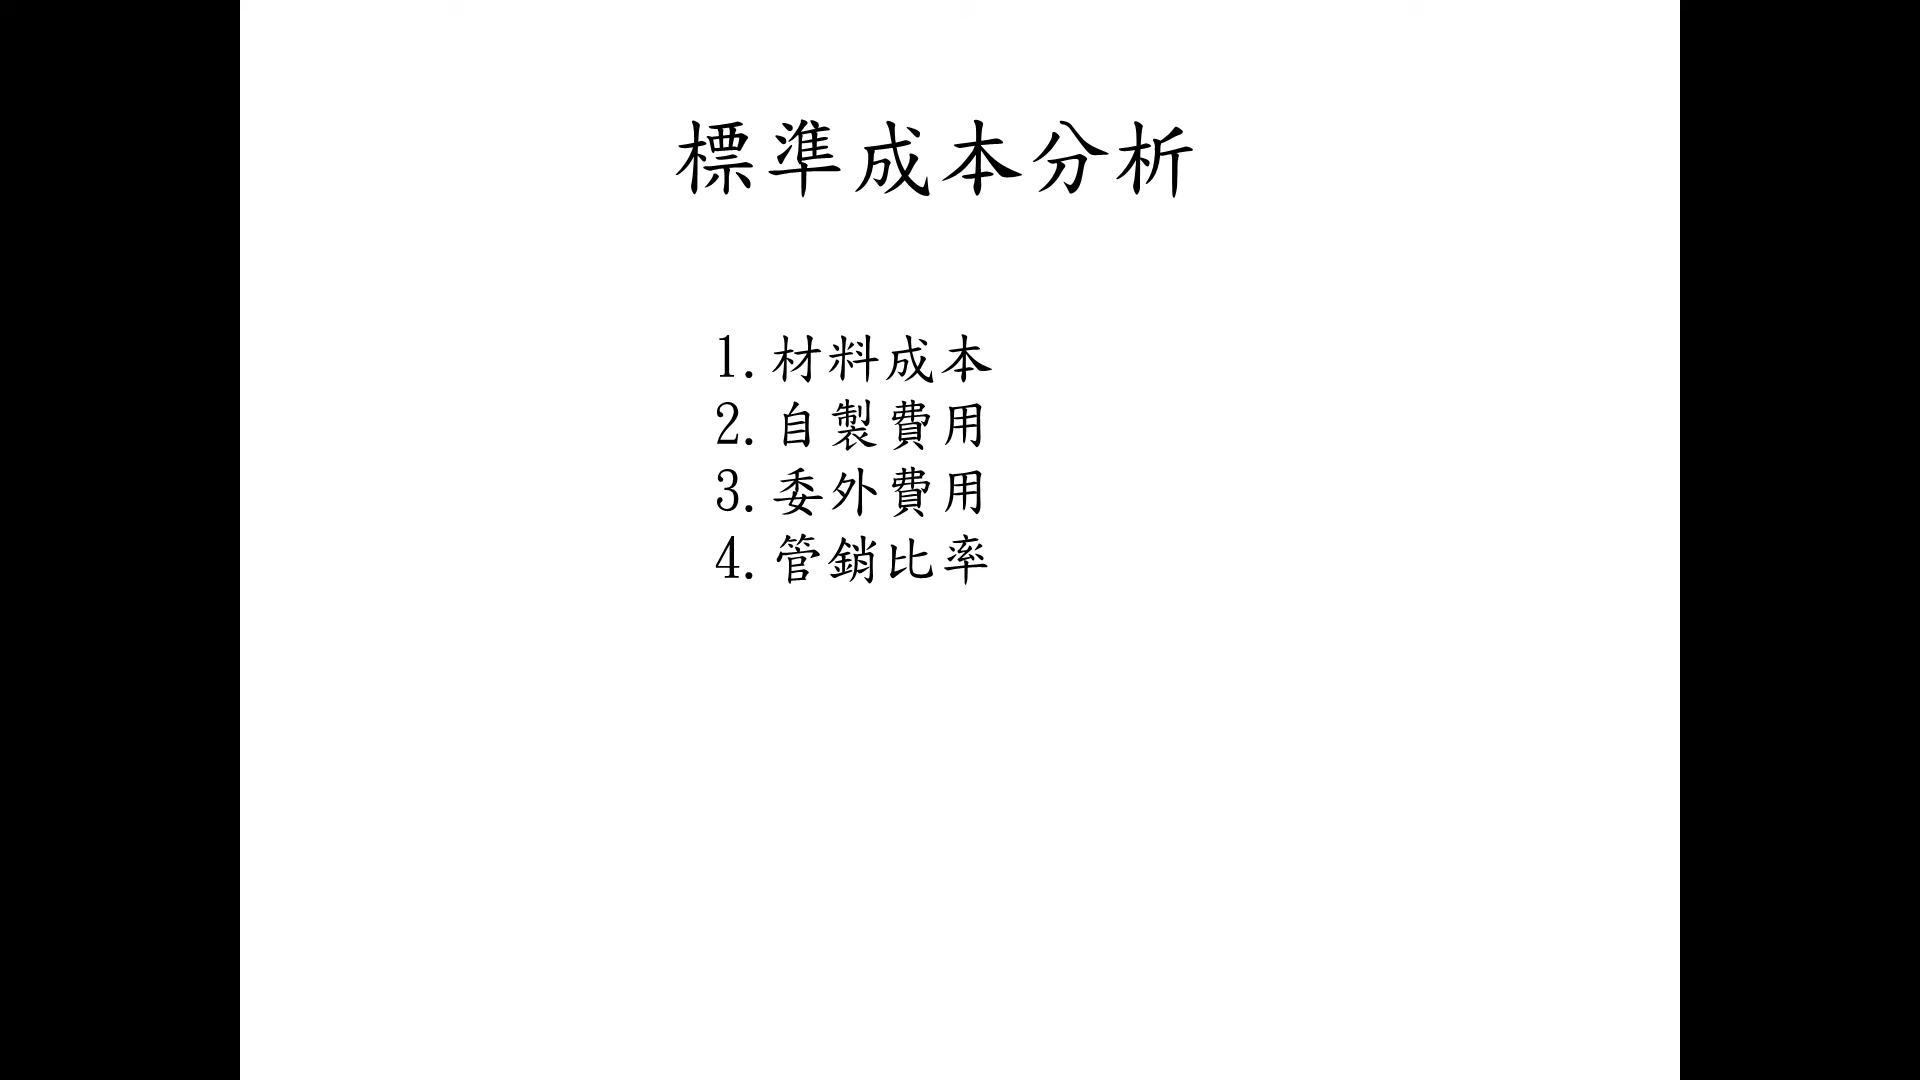 標準成本分析
1.材料成本
2.自製費用
3.委外費用
4.管銷比率